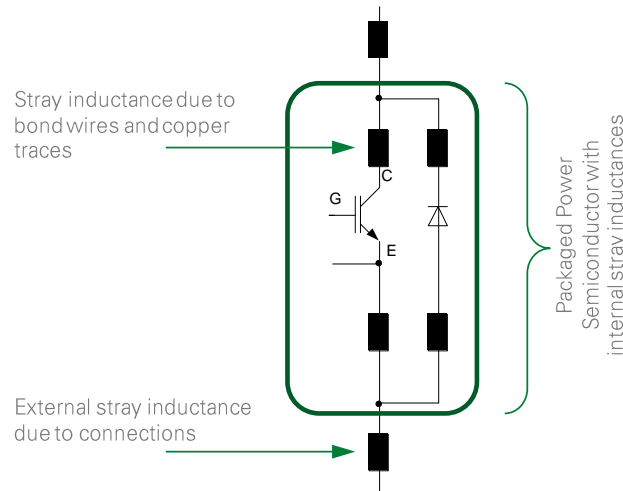 Stray inductance due to
bond wires and copper
traces
C
G
E
Packaged Power
Semiconductor with
internal stray inductances
External stray inductance
due to connections